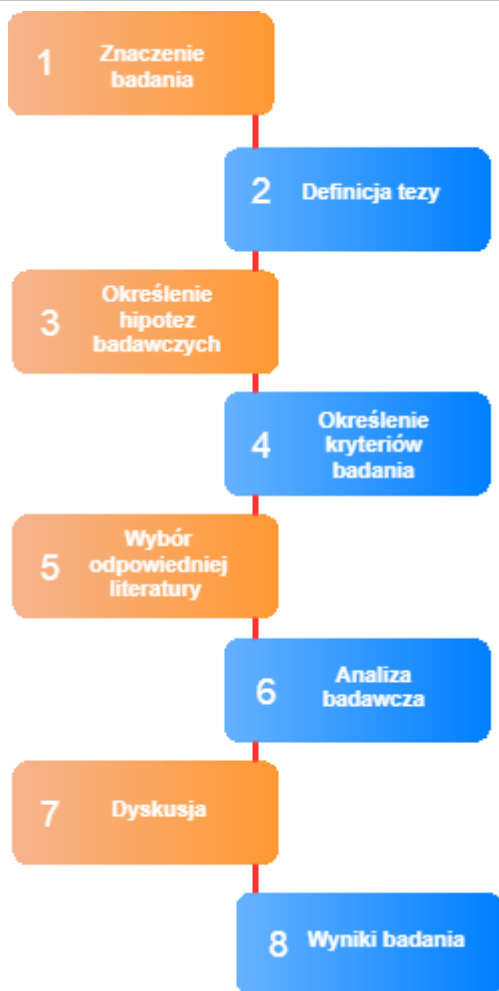 1 Znaczenie
badania
2 Definicja tezy
3 Określenie
hipotez
badawczych
4 Określenie
kryteriów
badania
5 Wybór
odpowiedniej
literatury
6 Analiza
badawcza
7 Dyskusja
8 Wyniki badania